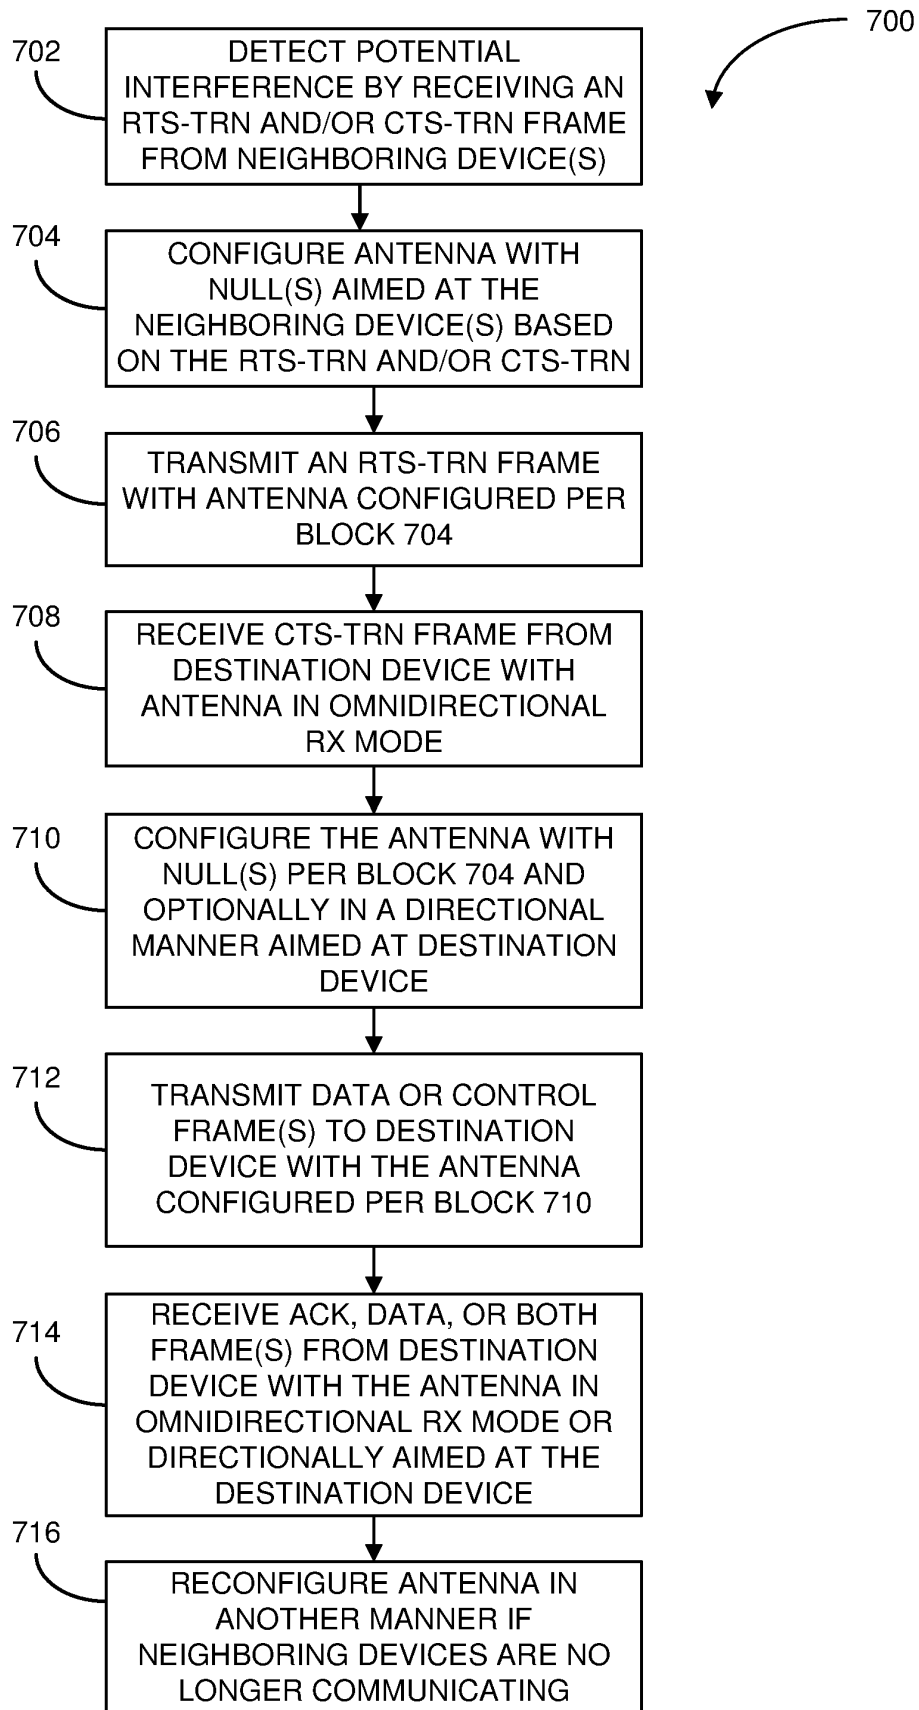 700
702
DETECT POTENTIAL
INTERFERENCE BY RECEIVING AN
RTS-TRN AND/OR CTS-TRN FRAME
FROM NEIGHBORING DEVICE(S)
704
CONFIGURE ANTENNA WITH
NULL(S) AIMED AT THE
NEIGHBORING DEVICE(S) BASED
ON THE RTS-TRN AND/OR CTS-TRN
706
TRANSMIT AN RTS-TRN FRAME
WITH ANTENNA CONFIGURED PER
BLOCK 704
708
RECEIVE CTS-TRN FRAME FROM
DESTINATION DEVICE WITH
ANTENNA IN OMNIDIRECTIONAL
RX MODE
710
CONFIGURE THE ANTENNA WITH
NULL(S) PER BLOCK 704 AND
OPTIONALLY IN A DIRECTIONAL
MANNER AIMED AT DESTINATION
DEVICE
712
TRANSMIT DATA OR CONTROL
FRAME(S) TO DESTINATION
DEVICE WITH THE ANTENNA
CONFIGURED PER BLOCK 710
714
RECEIVE ACK, DATA, OR BOTH
FRAME(S) FROM DESTINATION
DEVICE WITH THE ANTENNA IN
OMNIDIRECTIONAL RX MODE OR
DIRECTIONALLY AIMED AT THE
DESTINATION DEVICE
716
RECONFIGURE ANTENNA IN
ANOTHER MANNER IF
NEIGHBORING DEVICES ARE NO
LONGER COMMUNICATING